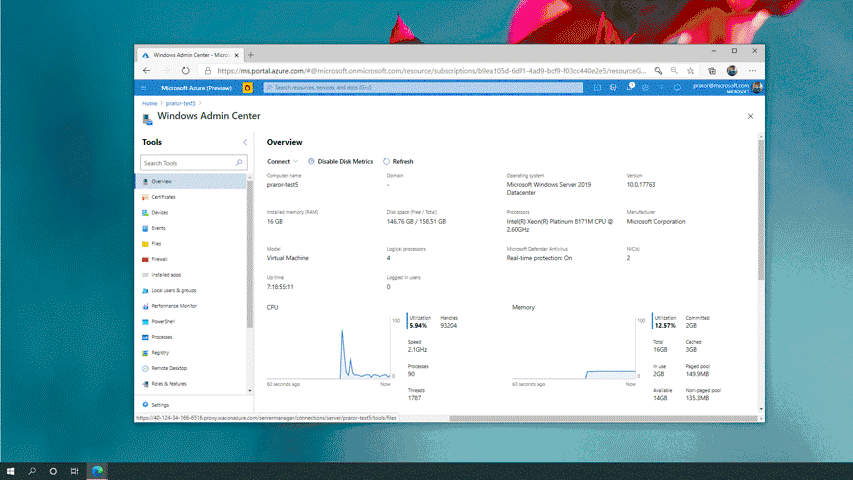 Windows Admin Center - Micros
https://ms.portal.azure.com/#@microsoft.onmicrosoft.com/resource/subscriptions/b9ea105d-6df1-4ad9-bcf9-f03cc440e2e5/resourceG...
Microsoft Azure (Preview)
Search resources, services, and docs (G+/)
1
praror@microsoft.com
MICROSOFT
Home > praror-test5 >
Windows Admin Center
Tools
Search Tools
Overview
Certificates
Devices
Events
Files
Firewall
Installed apps
Local users & groups
Performance Monitor
PowerShell
Processes
Registry
Remote Desktop
Roles & features
Settings
Overview
Connect
Disable Disk Metrics
Refresh
Computer name
praror-test5
Domain
-
Operating system
Microsoft Windows Server 2019
Datacenter
Version
10.0.17763
Installed memory (RAM)
16 GB
Disk space (Free / Total)
146.76 GB / 158.51 GB
Processors
Intel(R) Xeon(R) Platinum 8171M CPU @
2.60GHz
Manufacturer
Microsoft Corporation
Model
Virtual Machine
Logical processors
4
Microsoft Defender Antivirus
Real-time protection: On
NIC(s)
2
Up time
7:18:55:11
Logged in users
0
CPU
100
0
60 seconds ago
Now
Utilization
5.94%
Handles
93204
Speed
2.1GHz
Processes
90
Threads
1787
Memory
100
0
60 seconds ago
Now
Utilization
12.57%
Committed
2GB
Total
16GB
Cached
3GB
In use
2GB
Paged pool
149.9MB
Available
14GB
Non-paged pool
135.3MB
https://40-124-34-166-6516.proxy.waconazure.com/servermanager/connections/server/praror-test5/tools/files